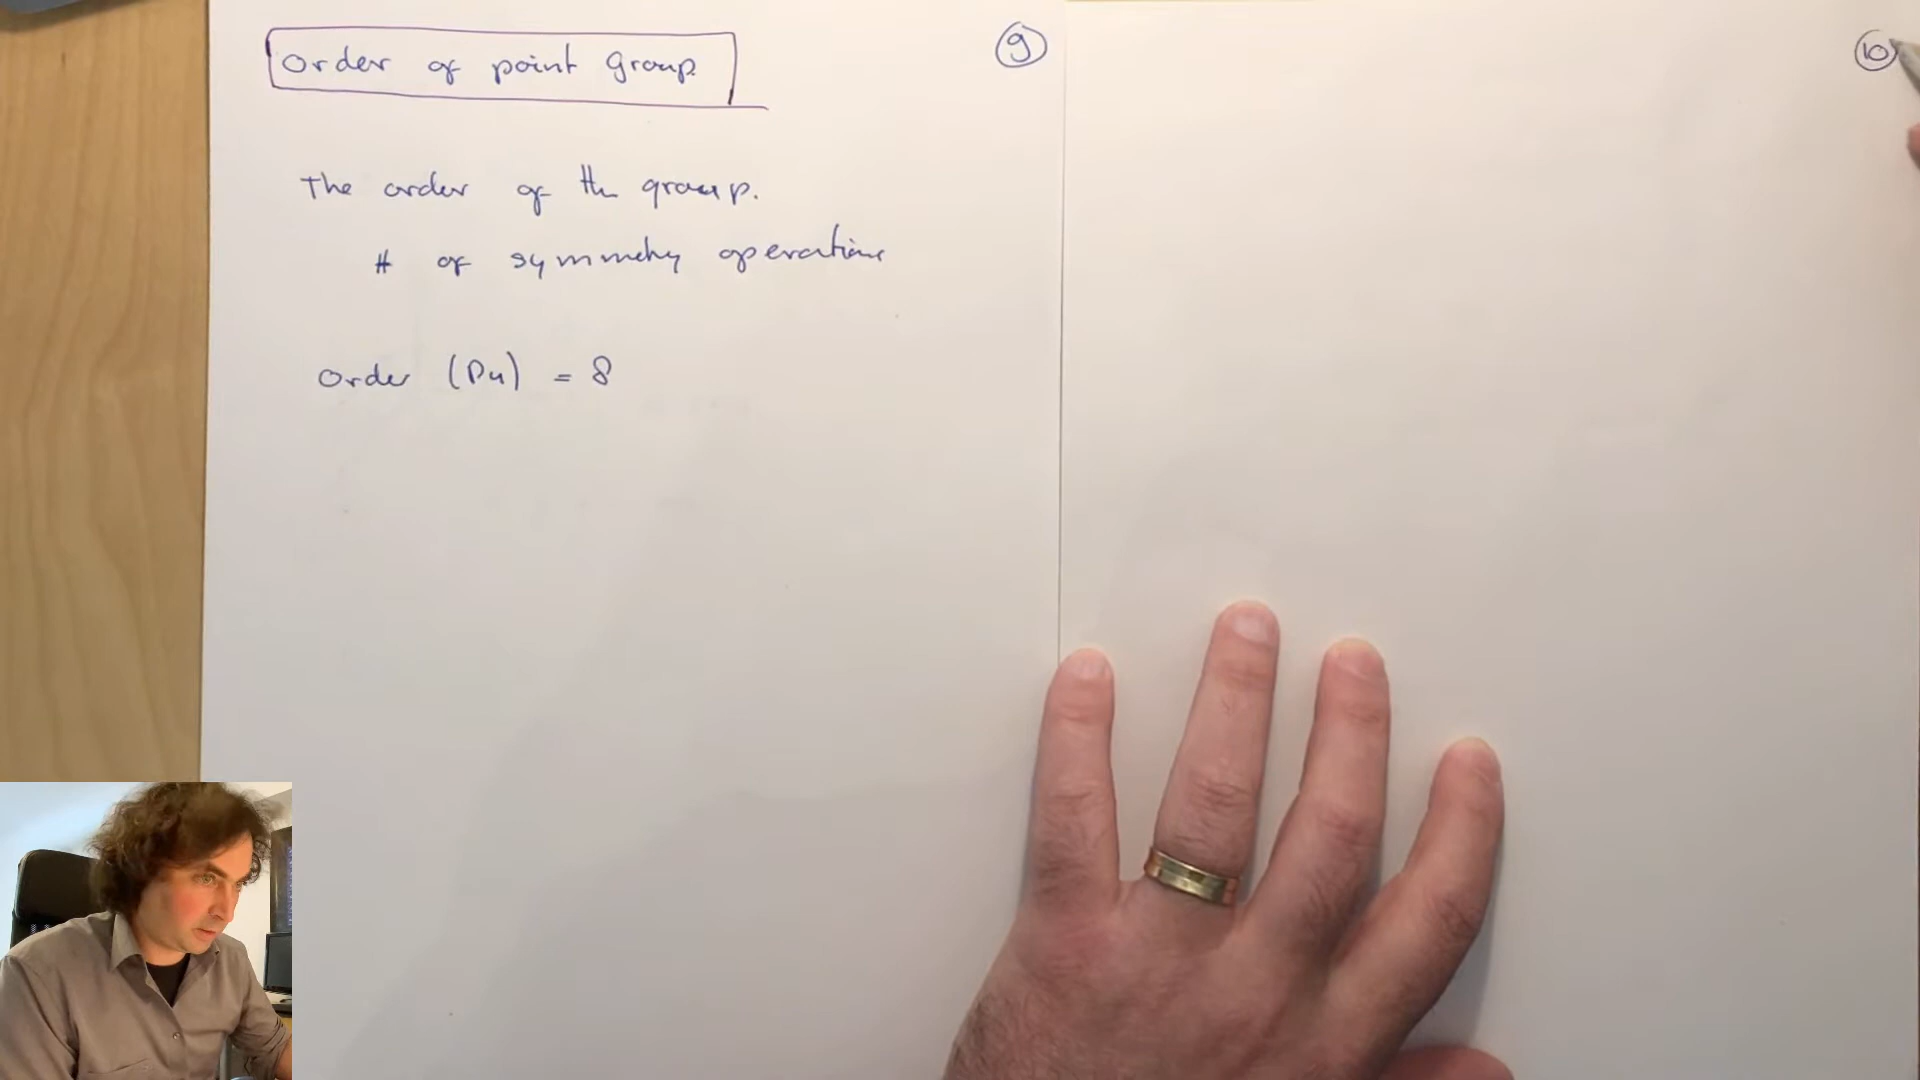 Order of point Group
9
10
The order of the group.
# of symmetry operations
Order (D4) = 8